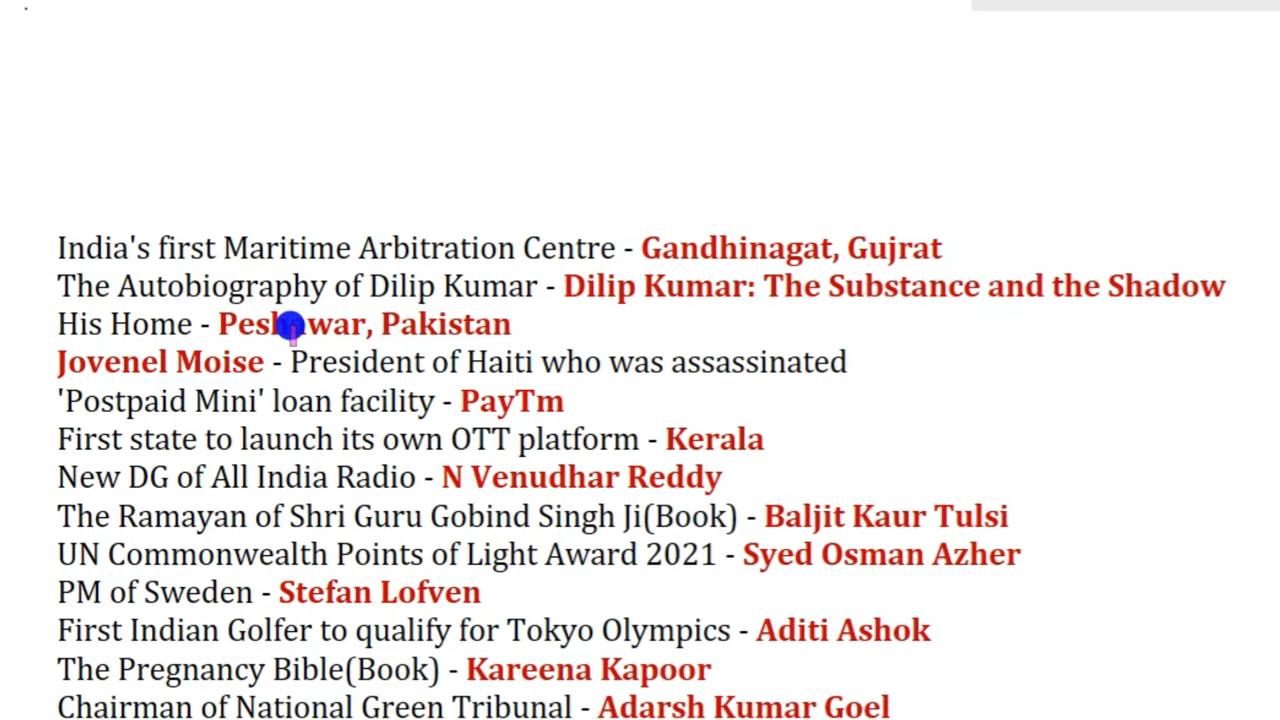 India's first Maritime Arbitration Centre - Gandhinagat, Gujrat
The Autobiography of Dilip Kumar - Dilip Kumar: The Substance and the Shadow
His Home - Peshawar, Pakistan
Jovenel Moise - President of Haiti who was assassinated
'Postpaid Mini' loan facility - PayTm
First state to launch its own OTT platform - Kerala
New DG of All India Radio - N Venudhar Reddy
The Ramayan of Shri Guru Gobind Singh Ji(Book) - Baljit Kaur Tulsi
UN Commonwealth Points of Light Award 2021 - Syed Osman Azher
PM of Sweden - Stefan Lofven
First Indian Golfer to qualify for Tokyo Olympics - Aditi Ashok
The Pregnancy Bible(Book) - Kareena Kapoor
Chairman of National Green Tribunal - Adarsh Kumar Goel